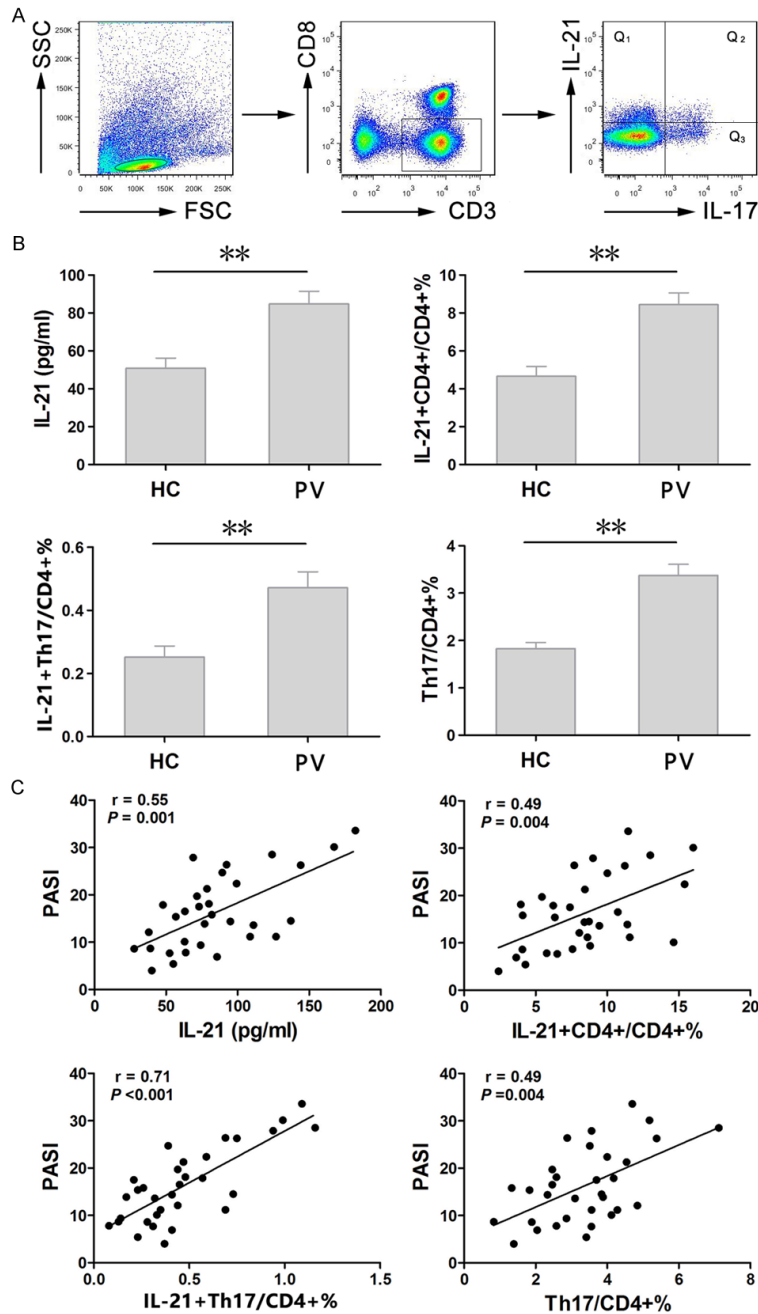 A
SSC
250K
200K
150K
100K
50K
0
0 50K 100K 150K 200K 250K
FSC
CD8
10^5
10^4
10^3
10^2
0
0 10^2 10^3 10^4 10^5
CD3
IL-21
10^5
10^4
10^3
10^2
0
Q1
Q2
Q3
0 10^2 10^3 10^4 10^5
IL-17
B
**
IL-21 (pg/ml)
100
80
60
40
20
0
HC PV
**
IL-21+CD4+/CD4+%
10
8
6
4
2
0
HC PV
**
IL-21+Th17/CD4+%
0.6
0.4
0.2
0.0
HC PV
**
Th17/CD4+%
4
3
2
1
0
HC PV
C
r = 0.55
P = 0.001
PASI
40
30
20
10
0
0 50 100 150 200
IL-21 (pg/ml)
r = 0.49
P = 0.004
PASI
40
30
20
10
0
0 5 10 15 20
IL-21+CD4+/CD4+%
r = 0.71
P <0.001
PASI
40
30
20
10
0
0.0 0.5 1.0 1.5
IL-21+Th17/CD4+%
r = 0.49
P =0.004
PASI
40
30
20
10
0
0 2 4 6 8
Th17/CD4+%